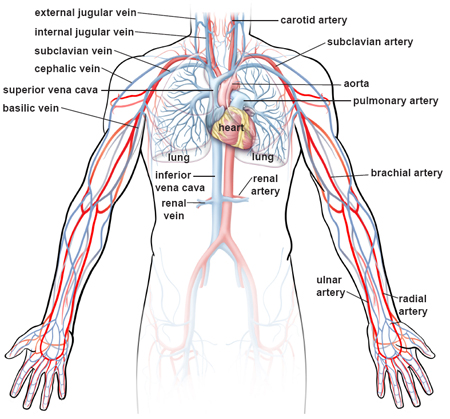 external jugular vein
internal jugular vein
subclavian vein
cephalic vein
superior vena cava
basilic vein
carotid artery
subclavian artery
aorta
pulmonary artery
heart
lung
lung
inferior
vena cava
renal
vein
renal
artery
brachial artery
ulnar
artery
radial
artery